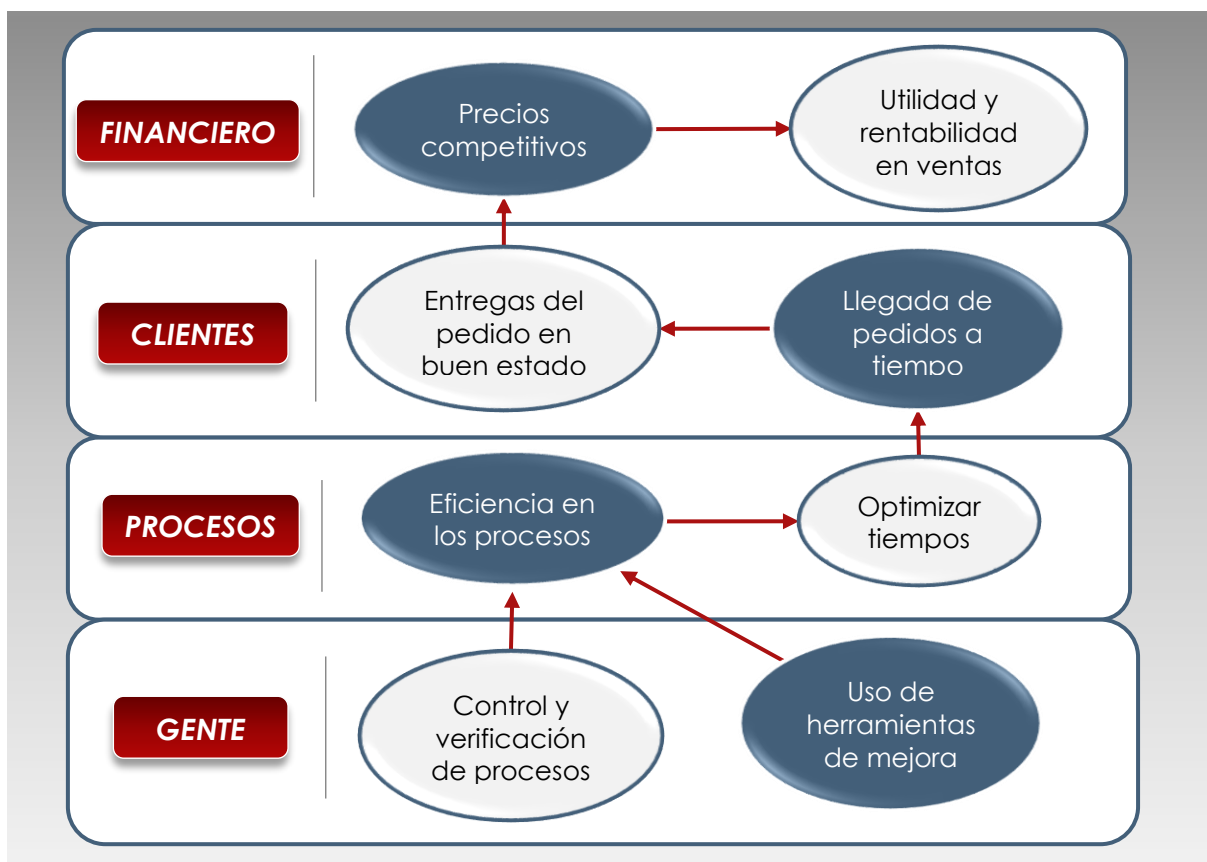 FINANCIERO
Precios
competitivos
Utilidad y
rentabilidad
en ventas
CLIENTES
Entregas del
pedido en
buen estado
Llegada de
pedidos a
tiempo
PROCESOS
Eficiencia en
los procesos
Optimizar
tiempos
GENTE
Control y
verificación
de procesos
Uso de
herramientas
de mejora